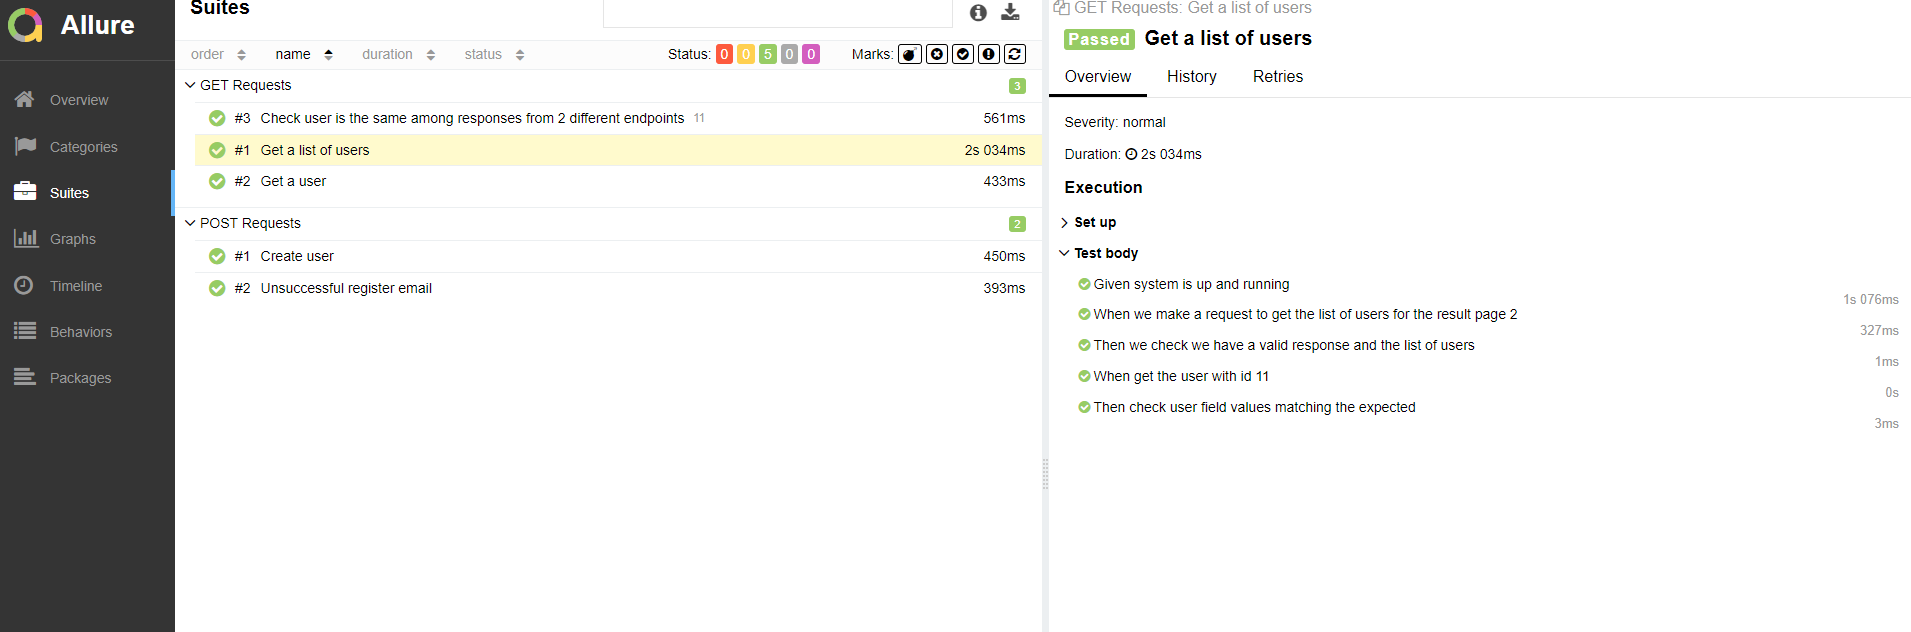 Allure
Overview
Categories
Suites
Graphs
Timeline
Behaviors
Packages
Suites
order name duration status Status: 0 0 5 0 0 Marks:
GET Requests 3
#3 Check user is the same among responses from 2 different endpoints 11 561ms
#1 Get a list of users 2s 034ms
#2 Get a user 433ms
POST Requests 2
#1 Create user 450ms
#2 Unsuccessful register email 393ms
GET Requests: Get a list of users
Passed Get a list of users
Overview History Retries
Severity: normal
Duration: 2s 034ms
Execution
Set up
Test body
Given system is up and running
1s 076ms
When we make a request to get the list of users for the result page 2
327ms
Then we check we have a valid response and the list of users
1ms
When get the user with id 11
0s
Then check user field values matching the expected
3ms